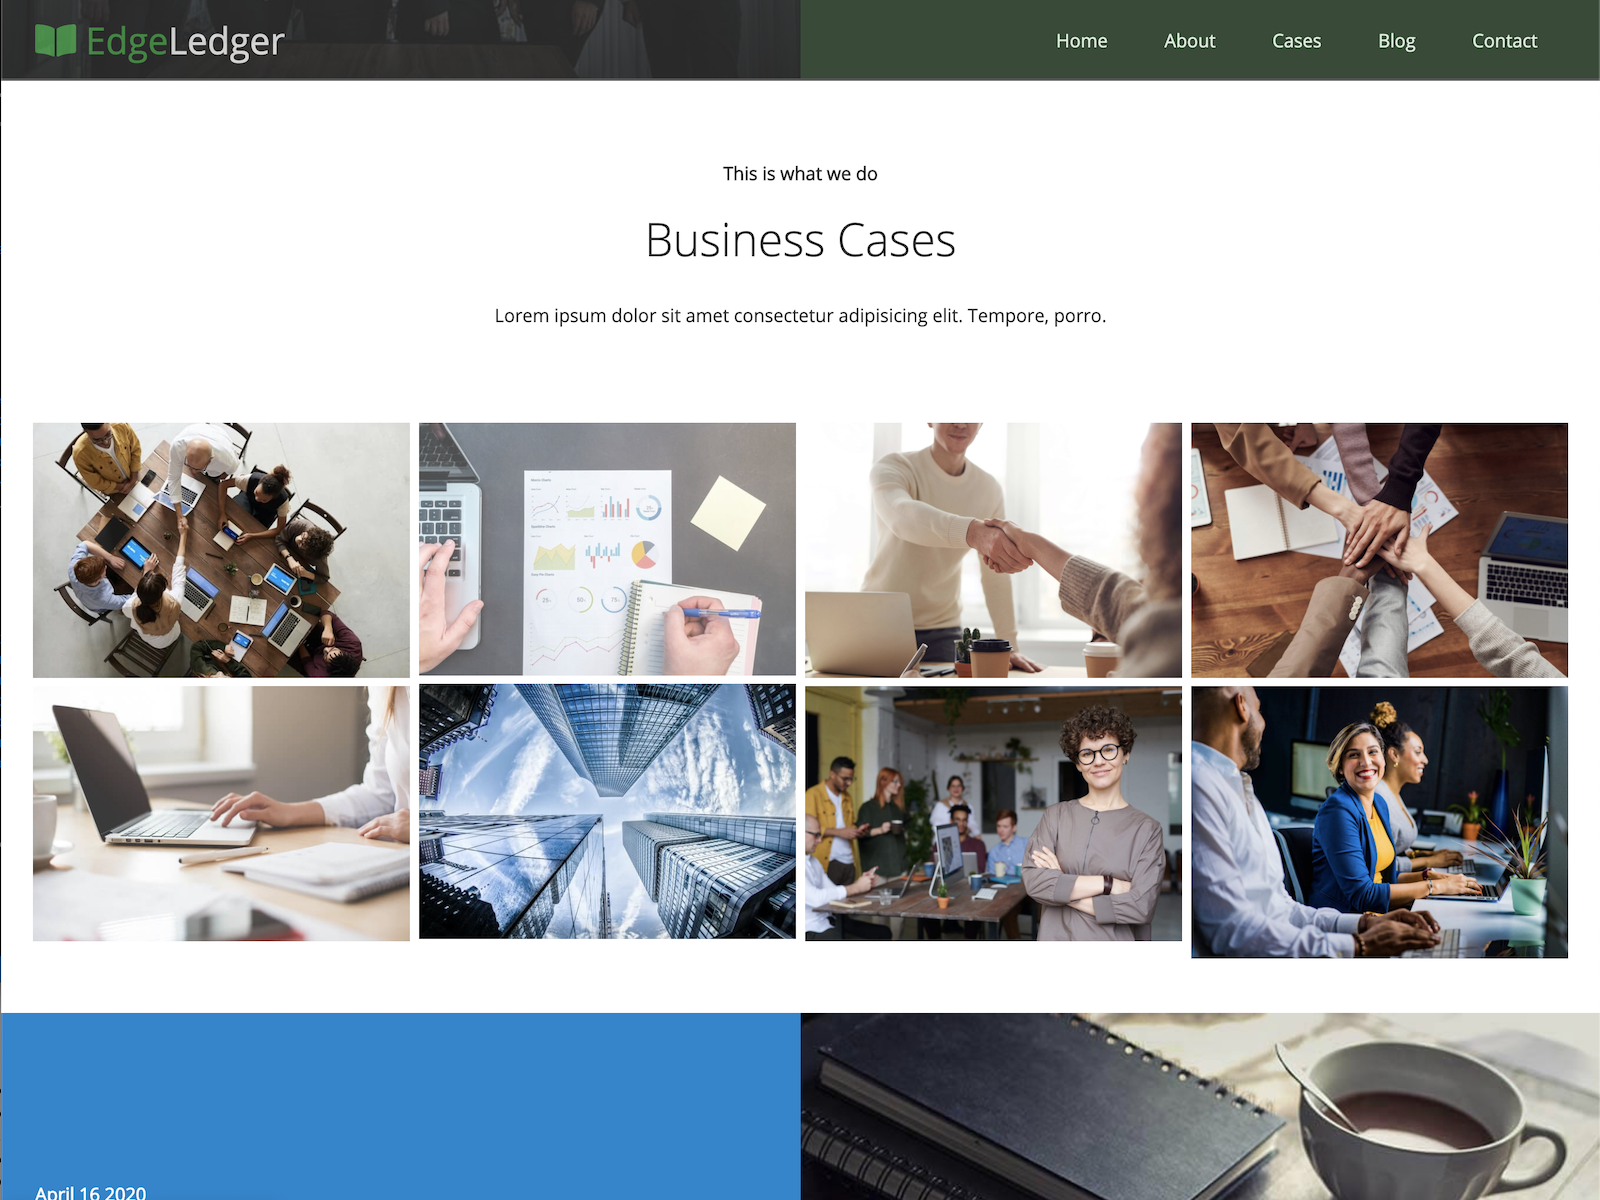 EdgeLedger
Home
About
Cases
Blog
Contact
This is what we do
Business Cases
Lorem ipsum dolor sit amet consectetur adipisicing elit. Tempore, porro.
April 16 2020